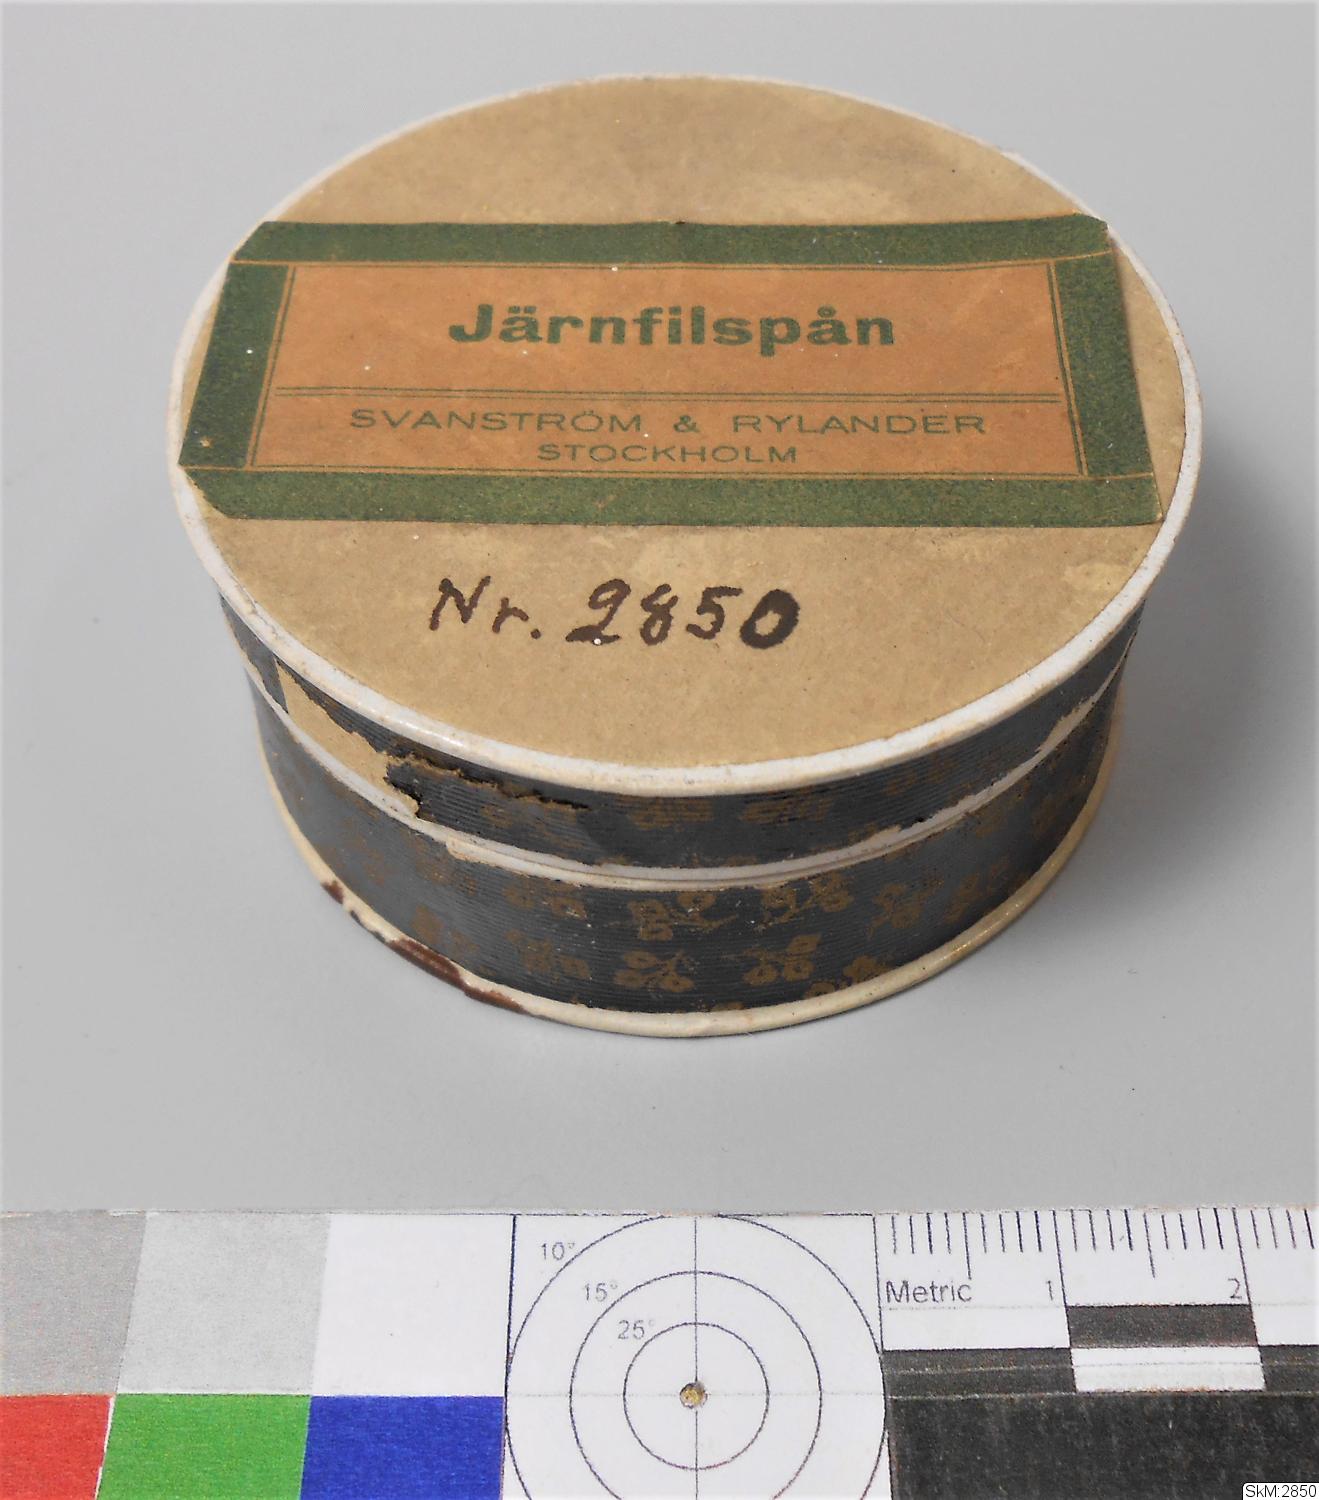 Järnfilspån
SVANSTRÖM & RYLANDER
STOCKHOLM
Nr. 2850
10°
15°
25°
Metric 1 2
SkM:2850